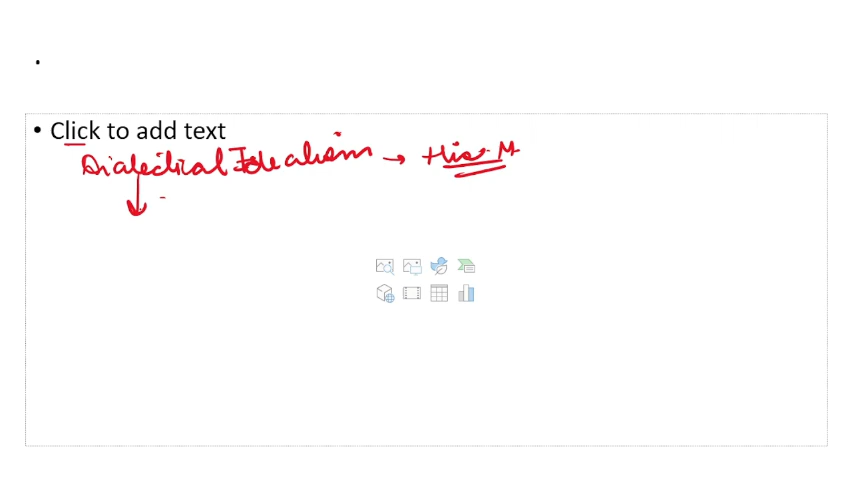 .
• Click to add text
Dialectical Idealism → His. M